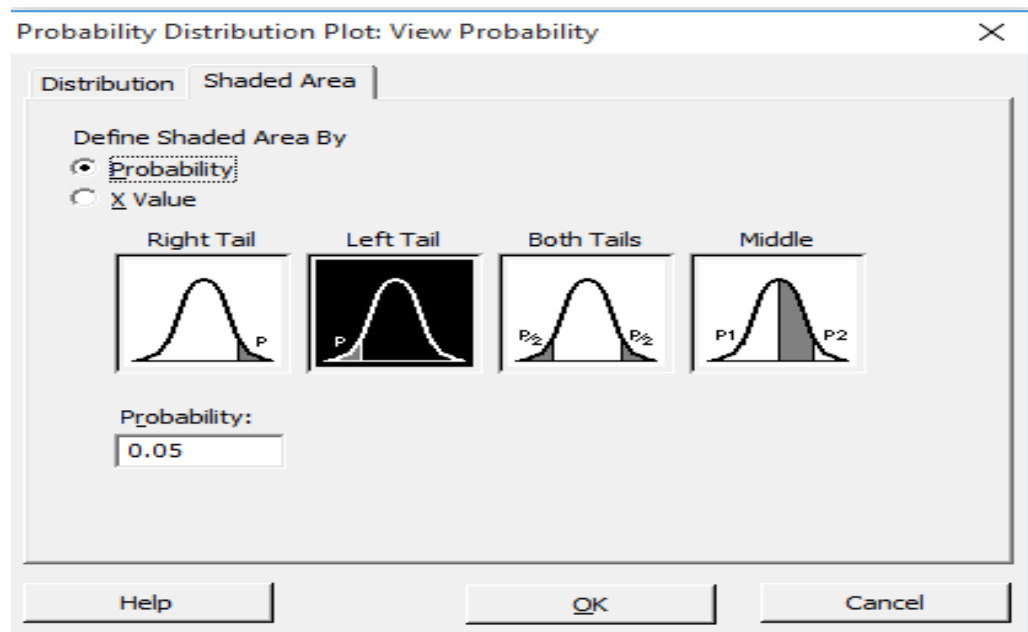 Probability Distribution Plot: View Probability
Distribution Shaded Area
Define Shaded Area By
Probability
X Value
Right Tail Left Tail Both Tails Middle
P P P/2 P/2 P1 P2
Probability:
0.05
Help OK Cancel